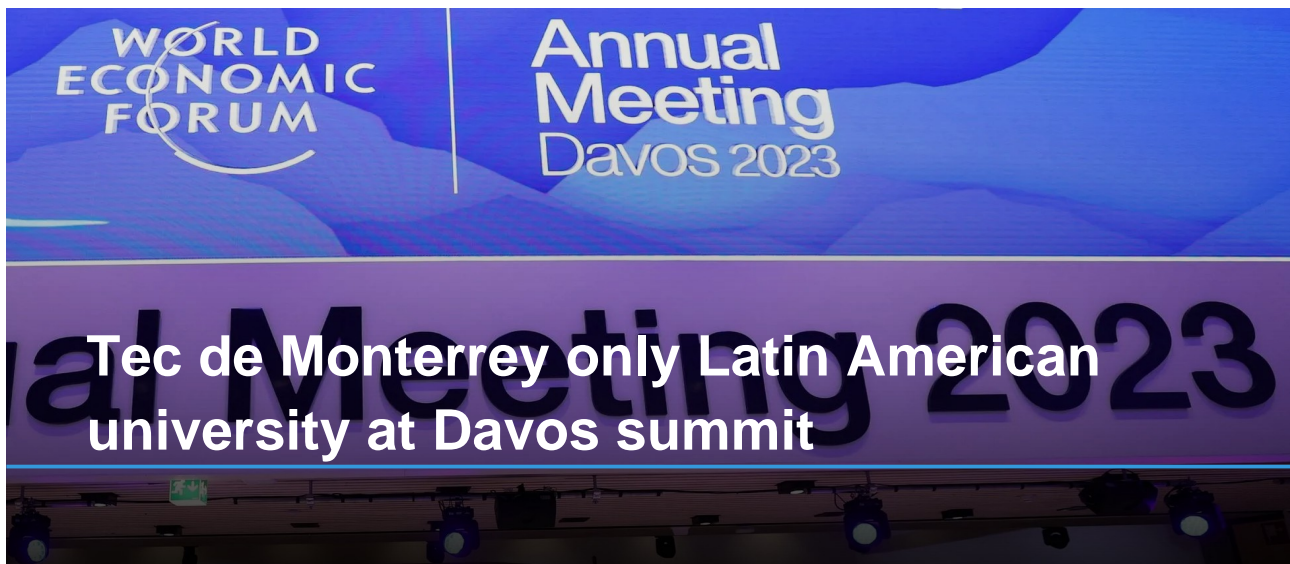 WORLD
ECONOMIC
FORUM
Annual
Meeting
Davos 2023
al Meeting 2023
Tec de Monterrey only Latin American
university at Davos summit